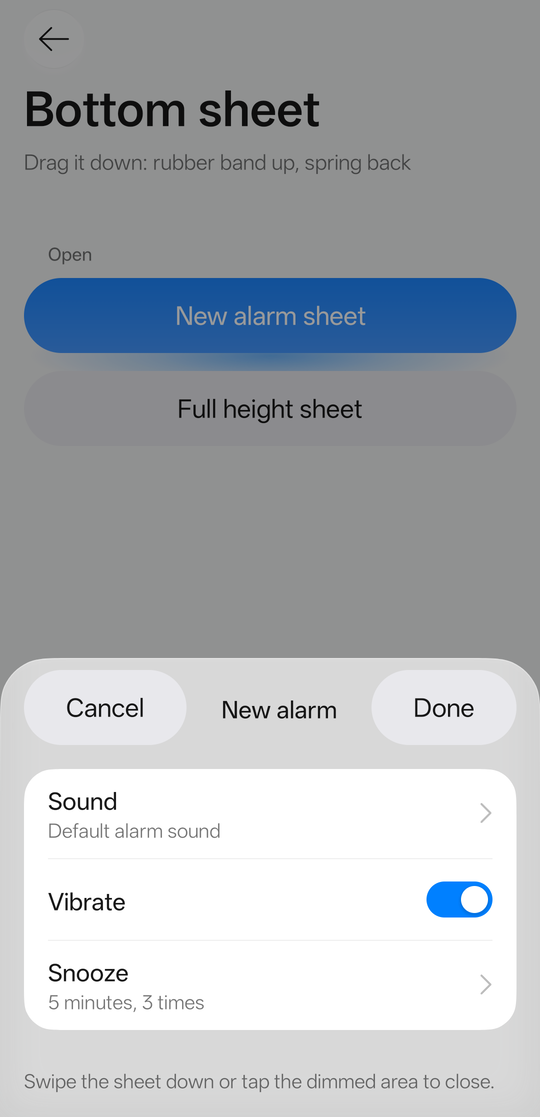 Bottom sheet
Drag it down: rubber band up, spring back
Open
New alarm sheet
Full height sheet
Cancel
New alarm
Done
Sound
Default alarm sound
Vibrate
Snooze
5 minutes, 3 times
Swipe the sheet down or tap the dimmed area to close.